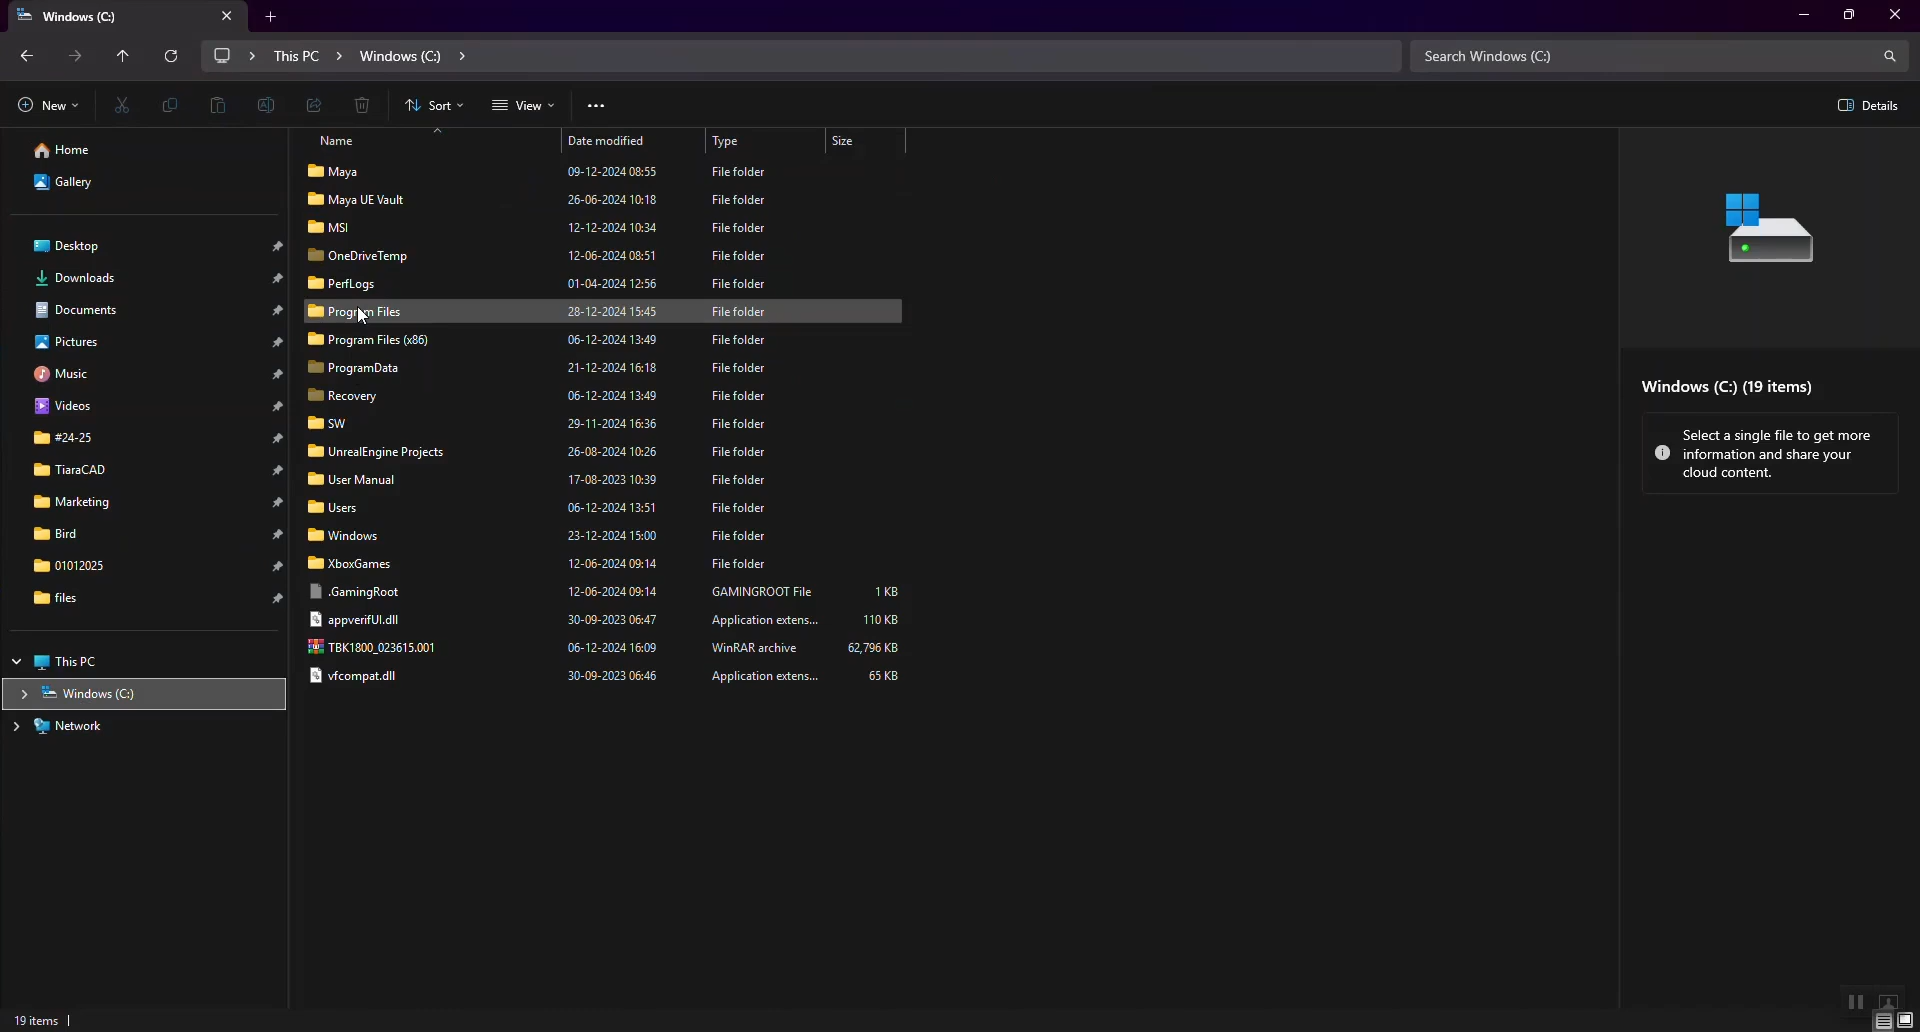 Windows (C:)
This PC > Windows (C:) >
Search Windows (C:)
New
Sort
View
Details
Home
Gallery
Desktop
Downloads
Documents
Pictures
Music
Videos
#24-25
TiaraCAD
Marketing
Bird
01012025
files
This PC
Windows (C:)
Network
Name Date modified Type Size
Maya 09-12-2024 08:55 File folder
Maya UE Vault 26-06-2024 10:18 File folder
MSI 12-12-2024 10:34 File folder
OneDriveTemp 12-06-2024 08:51 File folder
PerfLogs 01-04-2024 12:56 File folder
Program Files 28-12-2024 15:45 File folder
Program Files (x86) 06-12-2024 13:49 File folder
ProgramData 21-12-2024 16:18 File folder
Recovery 06-12-2024 13:49 File folder
SW 29-11-2024 16:36 File folder
UnrealEngine Projects 26-08-2024 10:26 File folder
User Manual 17-08-2023 10:39 File folder
Users 06-12-2024 13:51 File folder
Windows 23-12-2024 15:00 File folder
XboxGames 12-06-2024 09:14 File folder
.GamingRoot 12-06-2024 09:14 GAMINGROOT File 1 KB
appverifUI.dll 30-09-2023 06:47 Application extens... 110 KB
TBK1800_023615.001 06-12-2024 16:09 WinRAR archive 62,796 KB
vfcompat.dll 30-09-2023 06:46 Application extens... 65 KB
Windows (C:) (19 items)
Select a single file to get more
information and share your
cloud content.
19 items